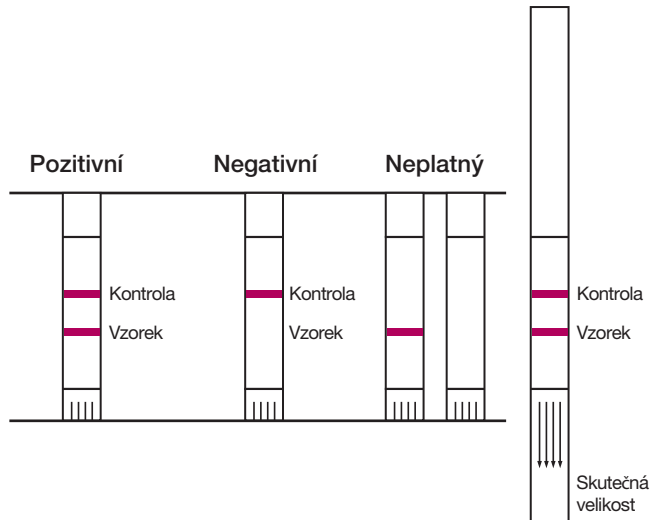 Pozitivní
Negativní
Neplatný
Kontrola
Vzorek
Kontrola
Vzorek
Kontrola
Vzorek
Skutečná
velikost